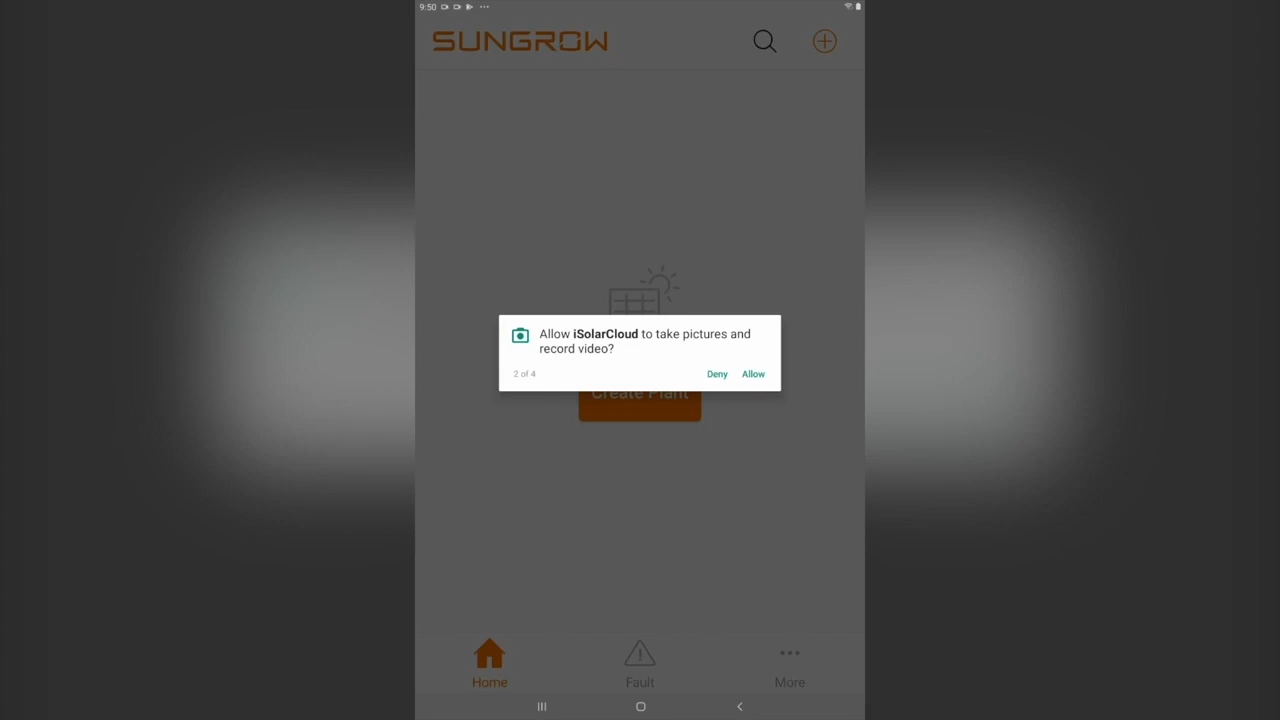 9:50
SUNGROW
Allow iSolarCloud to take pictures and
record video?
2 of 4
Deny
Allow
Create Plant
Home
Fault
More